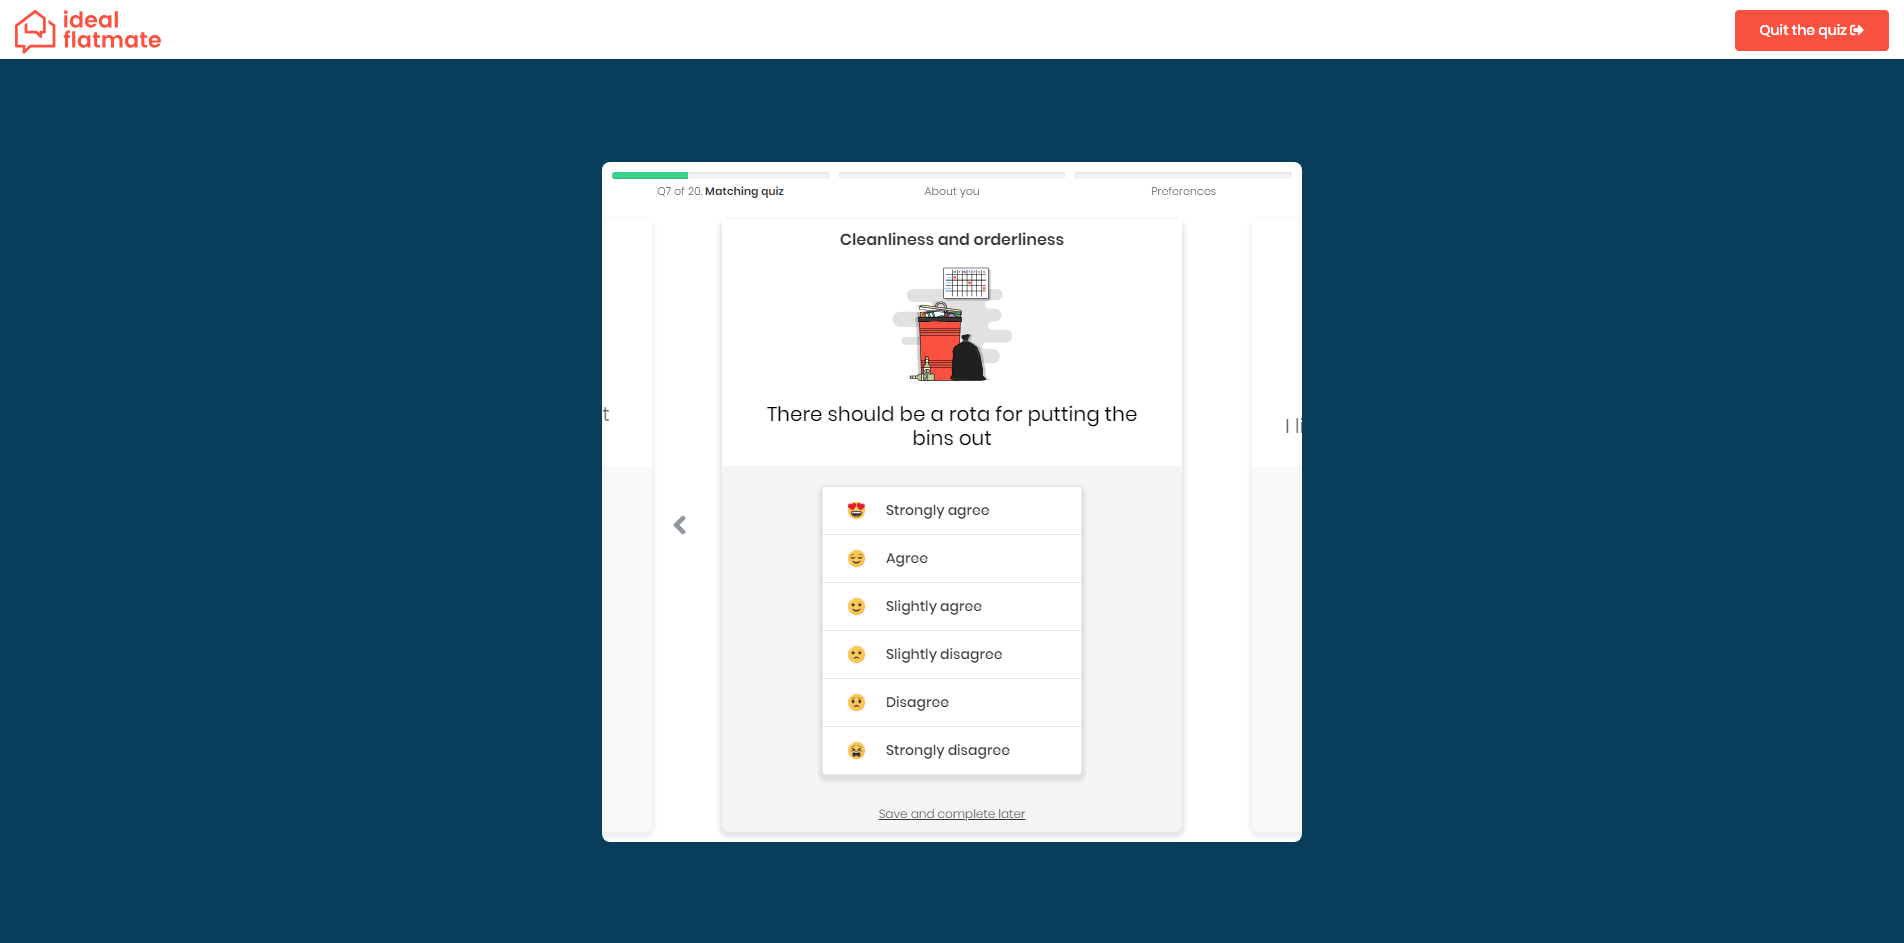 ideal
flatmate
Quit the quiz
Q7 of 20. Matching quiz
About you
Preferences
Cleanliness and orderliness
There should be a rota for putting the
bins out
t
I li
Strongly agree
Agree
Slightly agree
Slightly disagree
Disagree
Strongly disagree
Save and complete later